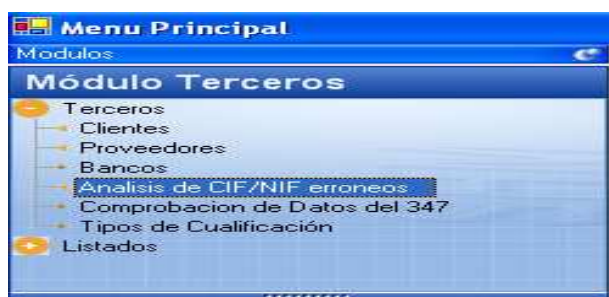 Menu Principal
Modulos
Módulo Terceros
Terceros
Clientes
Proveedores
Bancos
Analisis de CIF/NIF erroneos
Comprobacion de Datos del 347
Tipos de Cualificación
Listados